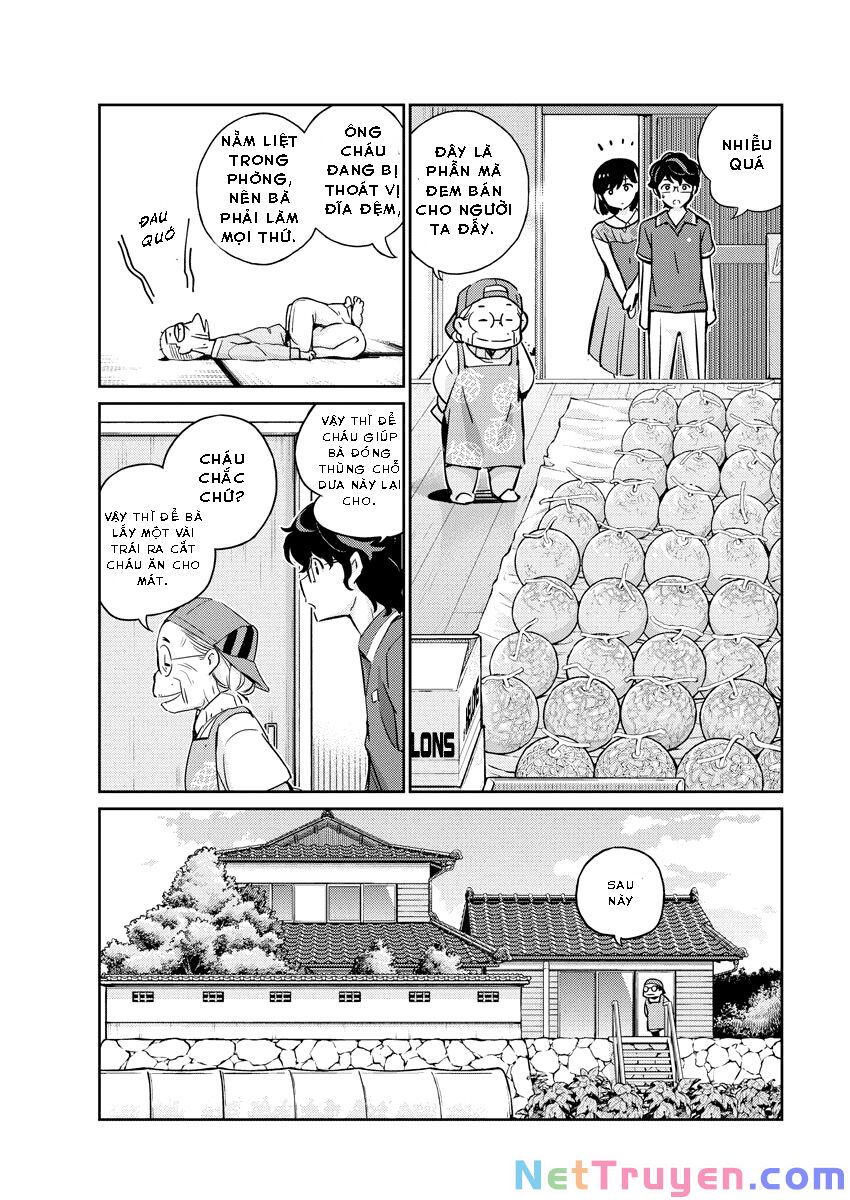 NHIỀU
QUÁ
ĐÂY LÀ
PHẦN MÀ
ĐEM BÁN
CHO NGƯỜI
TA ĐẤY.
ÔNG
CHÁU
ĐANG BỊ
THOÁT VỊ
ĐĨA ĐỆM,
NẰM LIỆT
TRONG
PHÒNG,
NÊN BÀ
PHẢI LÀM
MỌI THỨ.
ĐAU
QUÓ
VẬY THÌ ĐỂ
CHÁU GIÚP
BÀ ĐÓNG
THÙNG CHỖ
DƯA NÀY LẠI
CHO.
CHÁU
CHẮC
CHỨ?
VẬY THÌ ĐỂ BÀ
LẤY MỘT VÀI
TRÁI RA CẮT
CHÁU ĂN CHO
MÁT.
LONS
SAU
NÀY
NetTruyen.com